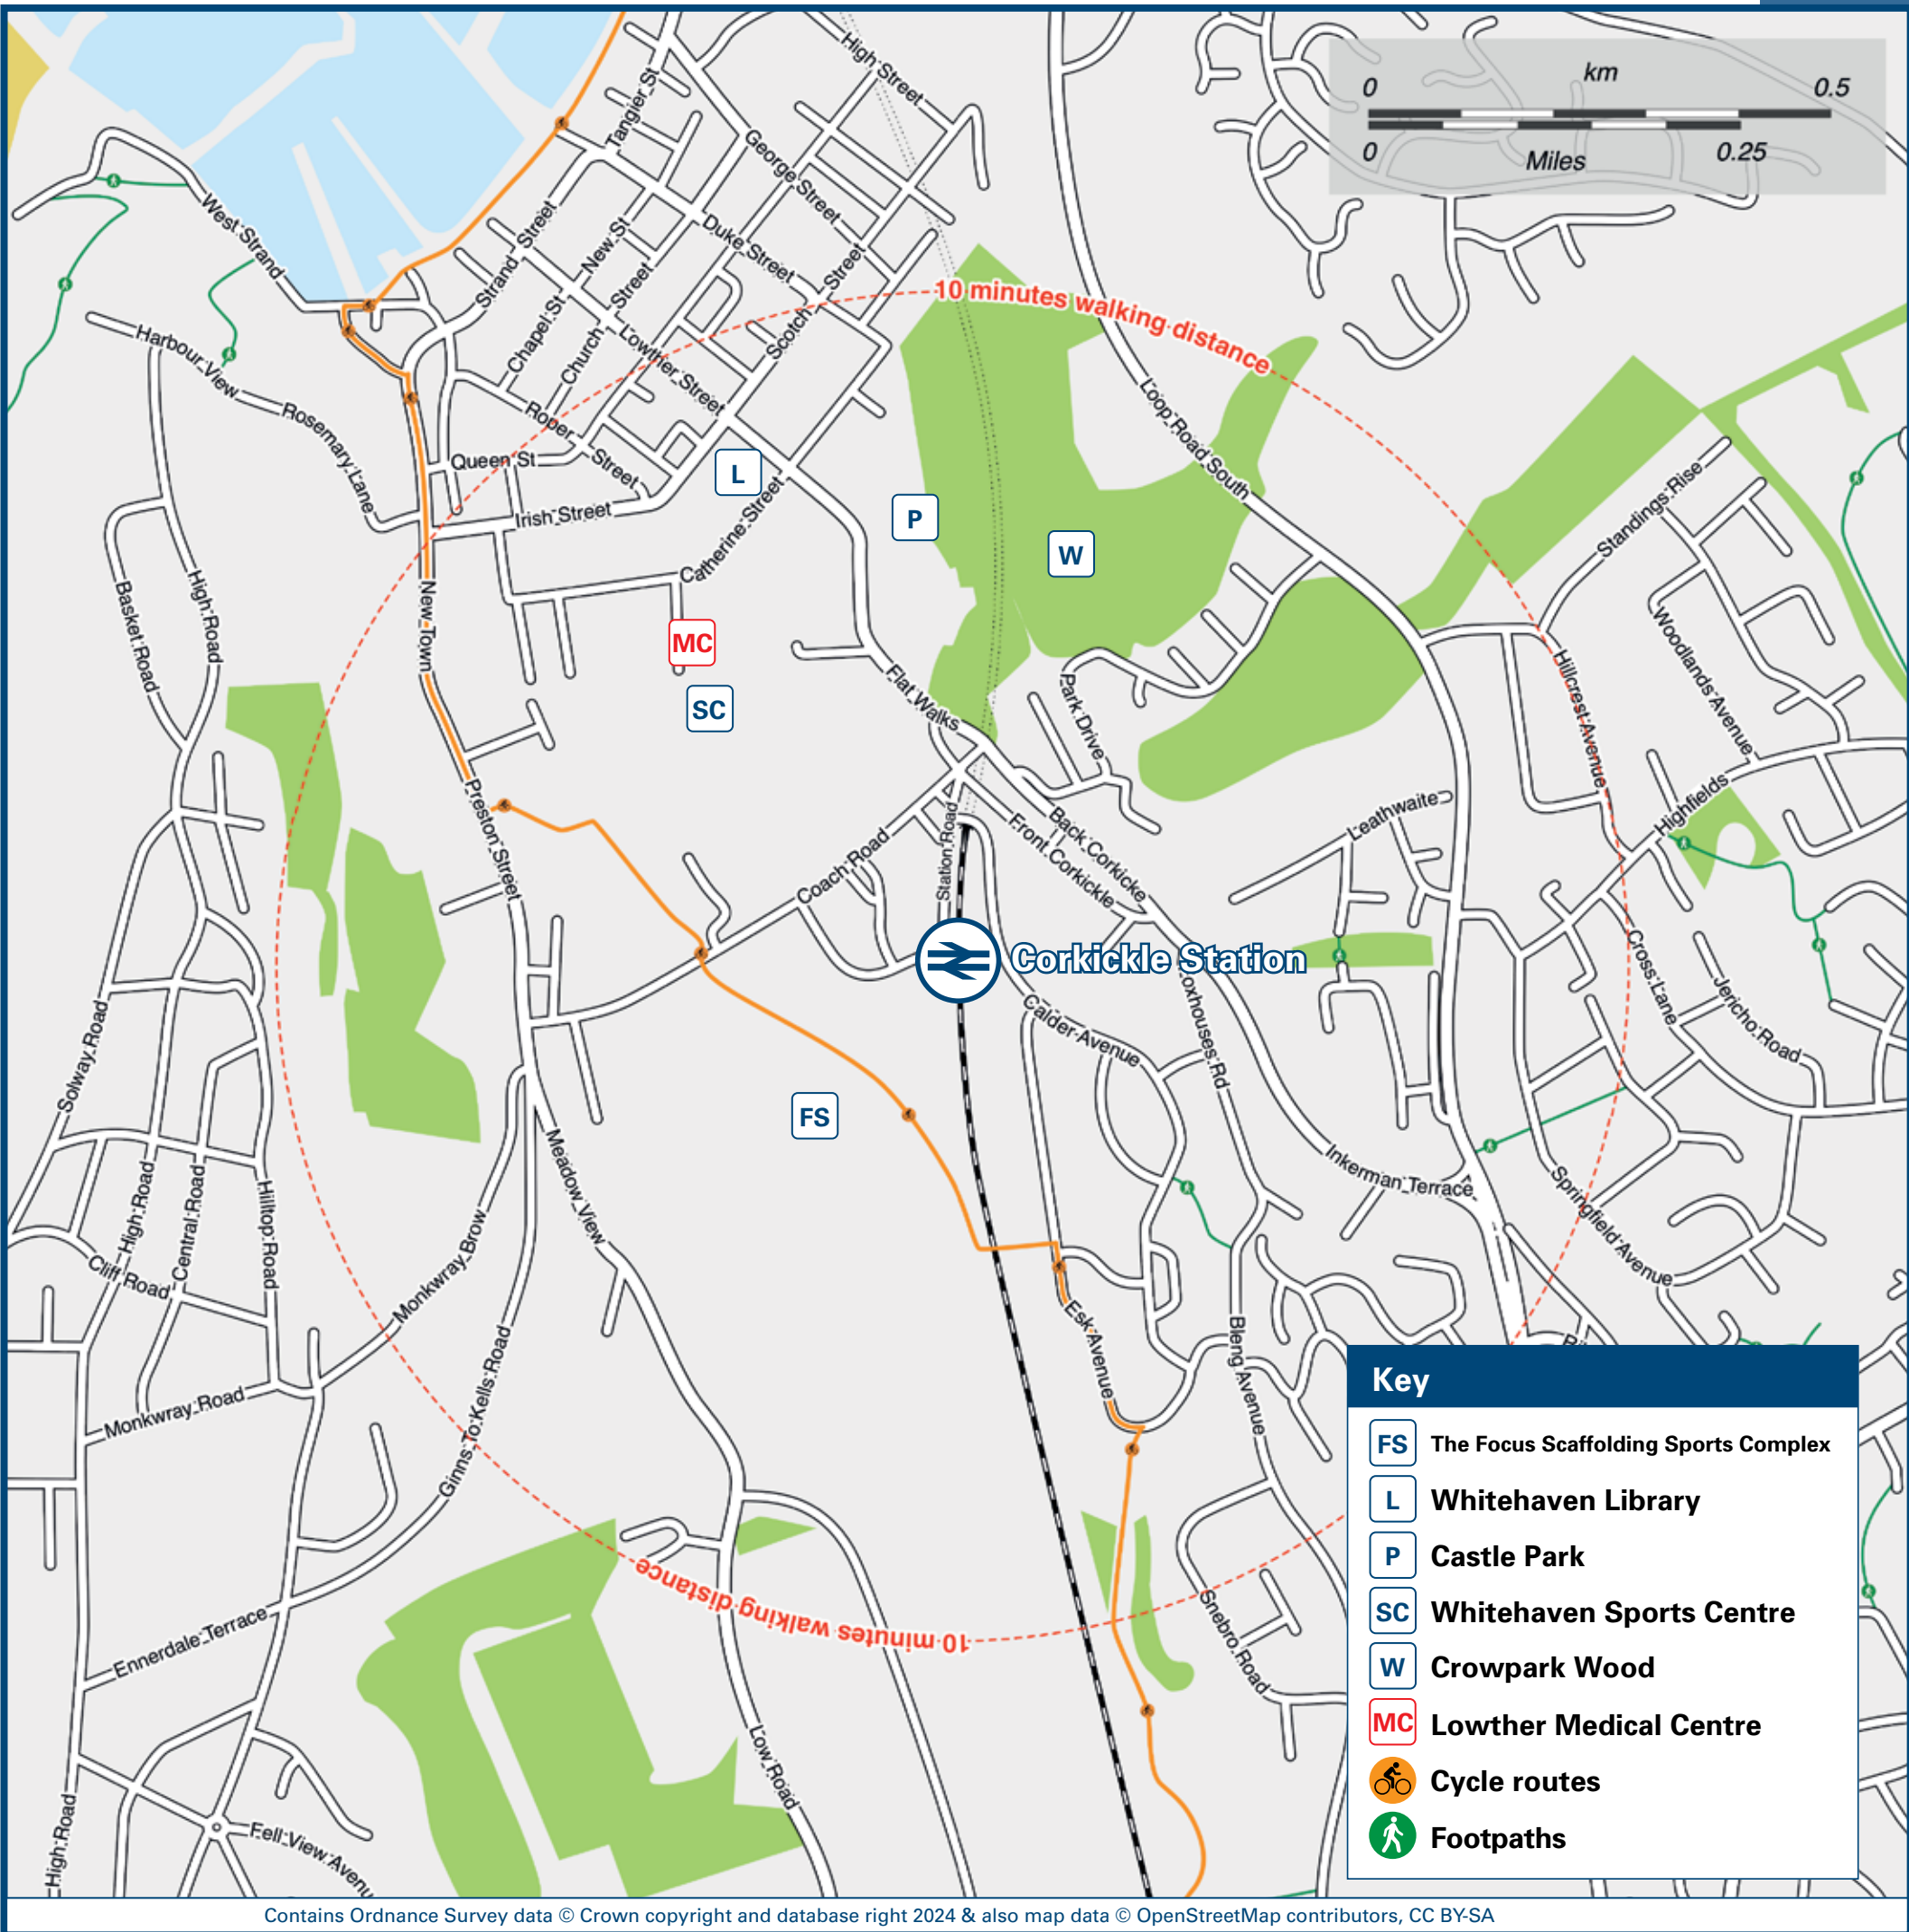 High Street
km
0
0.5
0
Miles
0.25
Tangier St
George Street
West Strand
Strand Street
New St
Duke Street
Scotch Street
Chapel St
Church Street
Lowther Street
10 minutes walking distance
Harbour View
Rosemary Lane
Roper Street
Queen St
Irish Street
L
P
W
Catherine Street
Loop Road South
Standings Rise
Woodlands Avenue
Hillcrest Avenue
Basket Road
High Road
New Town
MC
SC
Flat Walks
Park Drive
Highfields
Leathwaite
Preston Street
Coach Road
Station Road
Front Corkickle
Back Corkicke
Corkickle Station
Cross Lane
Jericho Road
Solway Road
Calder Avenue
oxhouses Rd
FS
Meadow View
Inkerman Terrace
Springfield Avenue
High Road
Central Road
Hilltop Road
Cliff Road
Monkwray Brow
Esk Avenue
Bleng Avenue
Monkwray Road
Ginns To Kells Road
Ennerdale Terrace
10 minutes walking distance
Snebro Road
Low Road
High Road
Fell View Avenu
Key
FS The Focus Scaffolding Sports Complex
L Whitehaven Library
P Castle Park
SC Whitehaven Sports Centre
W Crowpark Wood
MC Lowther Medical Centre
Cycle routes
Footpaths
Contains Ordnance Survey data © Crown copyright and database right 2024 & also map data © OpenStreetMap contributors, CC BY-SA